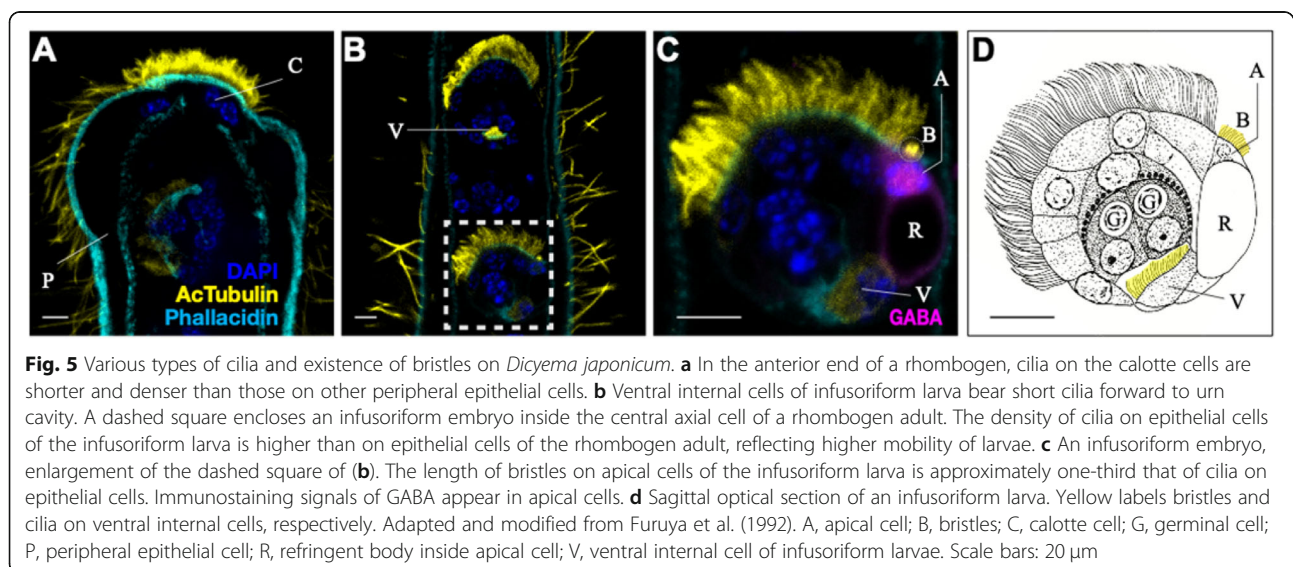 A
B
C
D
C
V
A
B
A
B
R
G
G
R
P
V
V
DAPI
AcTubulin
Phallacidin
GABA
Fig. 5 Various types of cilia and existence of bristles on Dicyema japonicum. a In the anterior end of a rhombogen, cilia on the calotte cells are
shorter and denser than those on other peripheral epithelial cells. b Ventral internal cells of infusoriform larva bear short cilia forward to urn
cavity. A dashed square encloses an infusoriform embryo inside the central axial cell of a rhombogen adult. The density of cilia on epithelial cells
of the infusoriform larva is higher than on epithelial cells of the rhombogen adult, reflecting higher mobility of larvae. c An infusoriform embryo,
enlargement of the dashed square of (b). The length of bristles on apical cells of the infusoriform larva is approximately one-third that of cilia on
epithelial cells. Immunostaining signals of GABA appear in apical cells. d Sagittal optical section of an infusoriform larva. Yellow labels bristles and
cilia on ventral internal cells, respectively. Adapted and modified from Furuya et al. (1992). A, apical cell; B, bristles; C, calotte cell; G, germinal cell;
P, peripheral epithelial cell; R, refringent body inside apical cell; V, ventral internal cell of infusoriform larvae. Scale bars: 20 μm